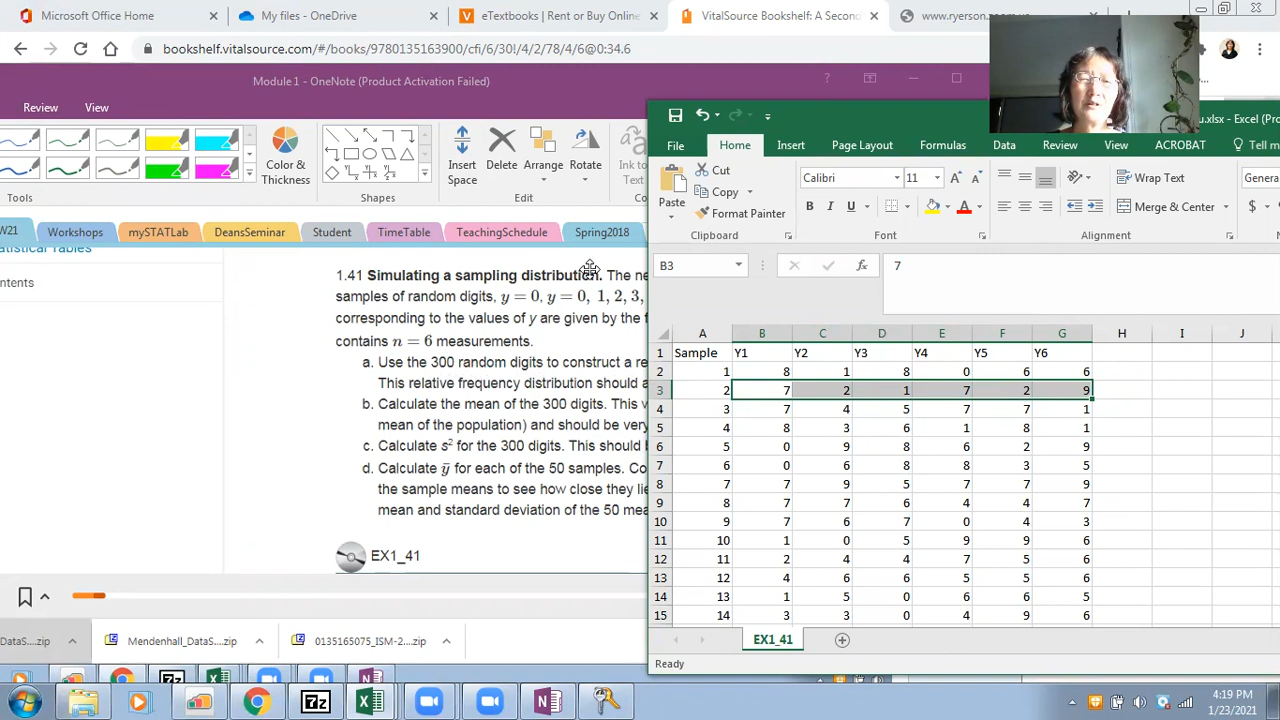 Microsoft Office Home
My files - OneDrive
eTextbooks | Rent or Buy Online
VitalSource Bookshelf: A Second
bookshelf.vitalsource.com/#/books/9780135163900/cfi/6/30!/4/2/78/4/6@0:34.6
Module 1 - OneNote (Product Activation Failed)
Review View
Color & Thickness
Insert Space
Delete
Arrange
Rotate
Ink to
Tools
Shapes
Edit
W21
Workshops
mySTATLab
DeansSeminar
Student
TimeTable
TeachingSchedule
Spring2018
atistical Tables
ntents
1.41 Simulating a sampling distribution. The ne
samples of random digits, y = 0, y = 0, 1, 2, 3,
corresponding to the values of y are given by the f
contains n = 6 measurements.
a. Use the 300 random digits to construct a re
This relative frequency distribution should a
b. Calculate the mean of the 300 digits. This v
mean of the population) and should be very
c. Calculate s² for the 300 digits. This should b
d. Calculate ȳ for each of the 50 samples. Co
the sample means to see how close they lie
mean and standard deviation of the 50 mea
EX1_41
DataS....zip
Mendenhall_DataS....zip
0135165075_ISM-2....zip
u.xlsx - Excel (Pro
File Home Insert Page Layout Formulas Data Review View ACROBAT Tell m
Paste
Cut
Copy
Format Painter
Calibri 11
B I U
Wrap Text
Merge & Center
Genera
$
Clipboard
Font
Alignment
B3
fx
7
A B C D E F G H I J
1 Sample Y1 Y2 Y3 Y4 Y5 Y6
2 1 8 1 8 0 6 6
3 2 7 2 1 7 2 9
4 3 7 4 5 7 7 1
5 4 8 3 6 1 8 1
6 5 0 9 8 6 2 9
7 6 0 6 8 8 3 5
8 7 7 9 5 7 7 9
9 8 7 7 6 4 4 7
10 9 7 6 7 0 4 3
11 10 1 0 5 9 9 6
12 11 2 4 4 7 5 6
13 12 4 6 6 5 5 6
14 13 1 5 0 6 6 5
15 14 3 3 0 4 9 6
EX1_41
Ready
4:19 PM
1/23/2021